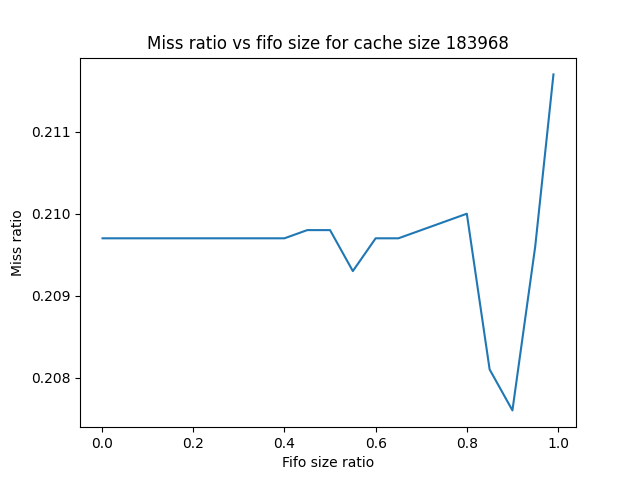 Miss ratio vs fifo size for cache size 183968
Miss ratio
0.211
0.210
0.209
0.208
0.0 0.2 0.4 0.6 0.8 1.0
Fifo size ratio